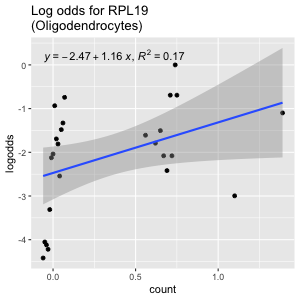 Log odds for RPL19
(Oligodendrocytes)
y = −2.47 + 1.16 x, R² = 0.17
0
-1
-2
-3
-4
logodds
0.0 0.5 1.0
count